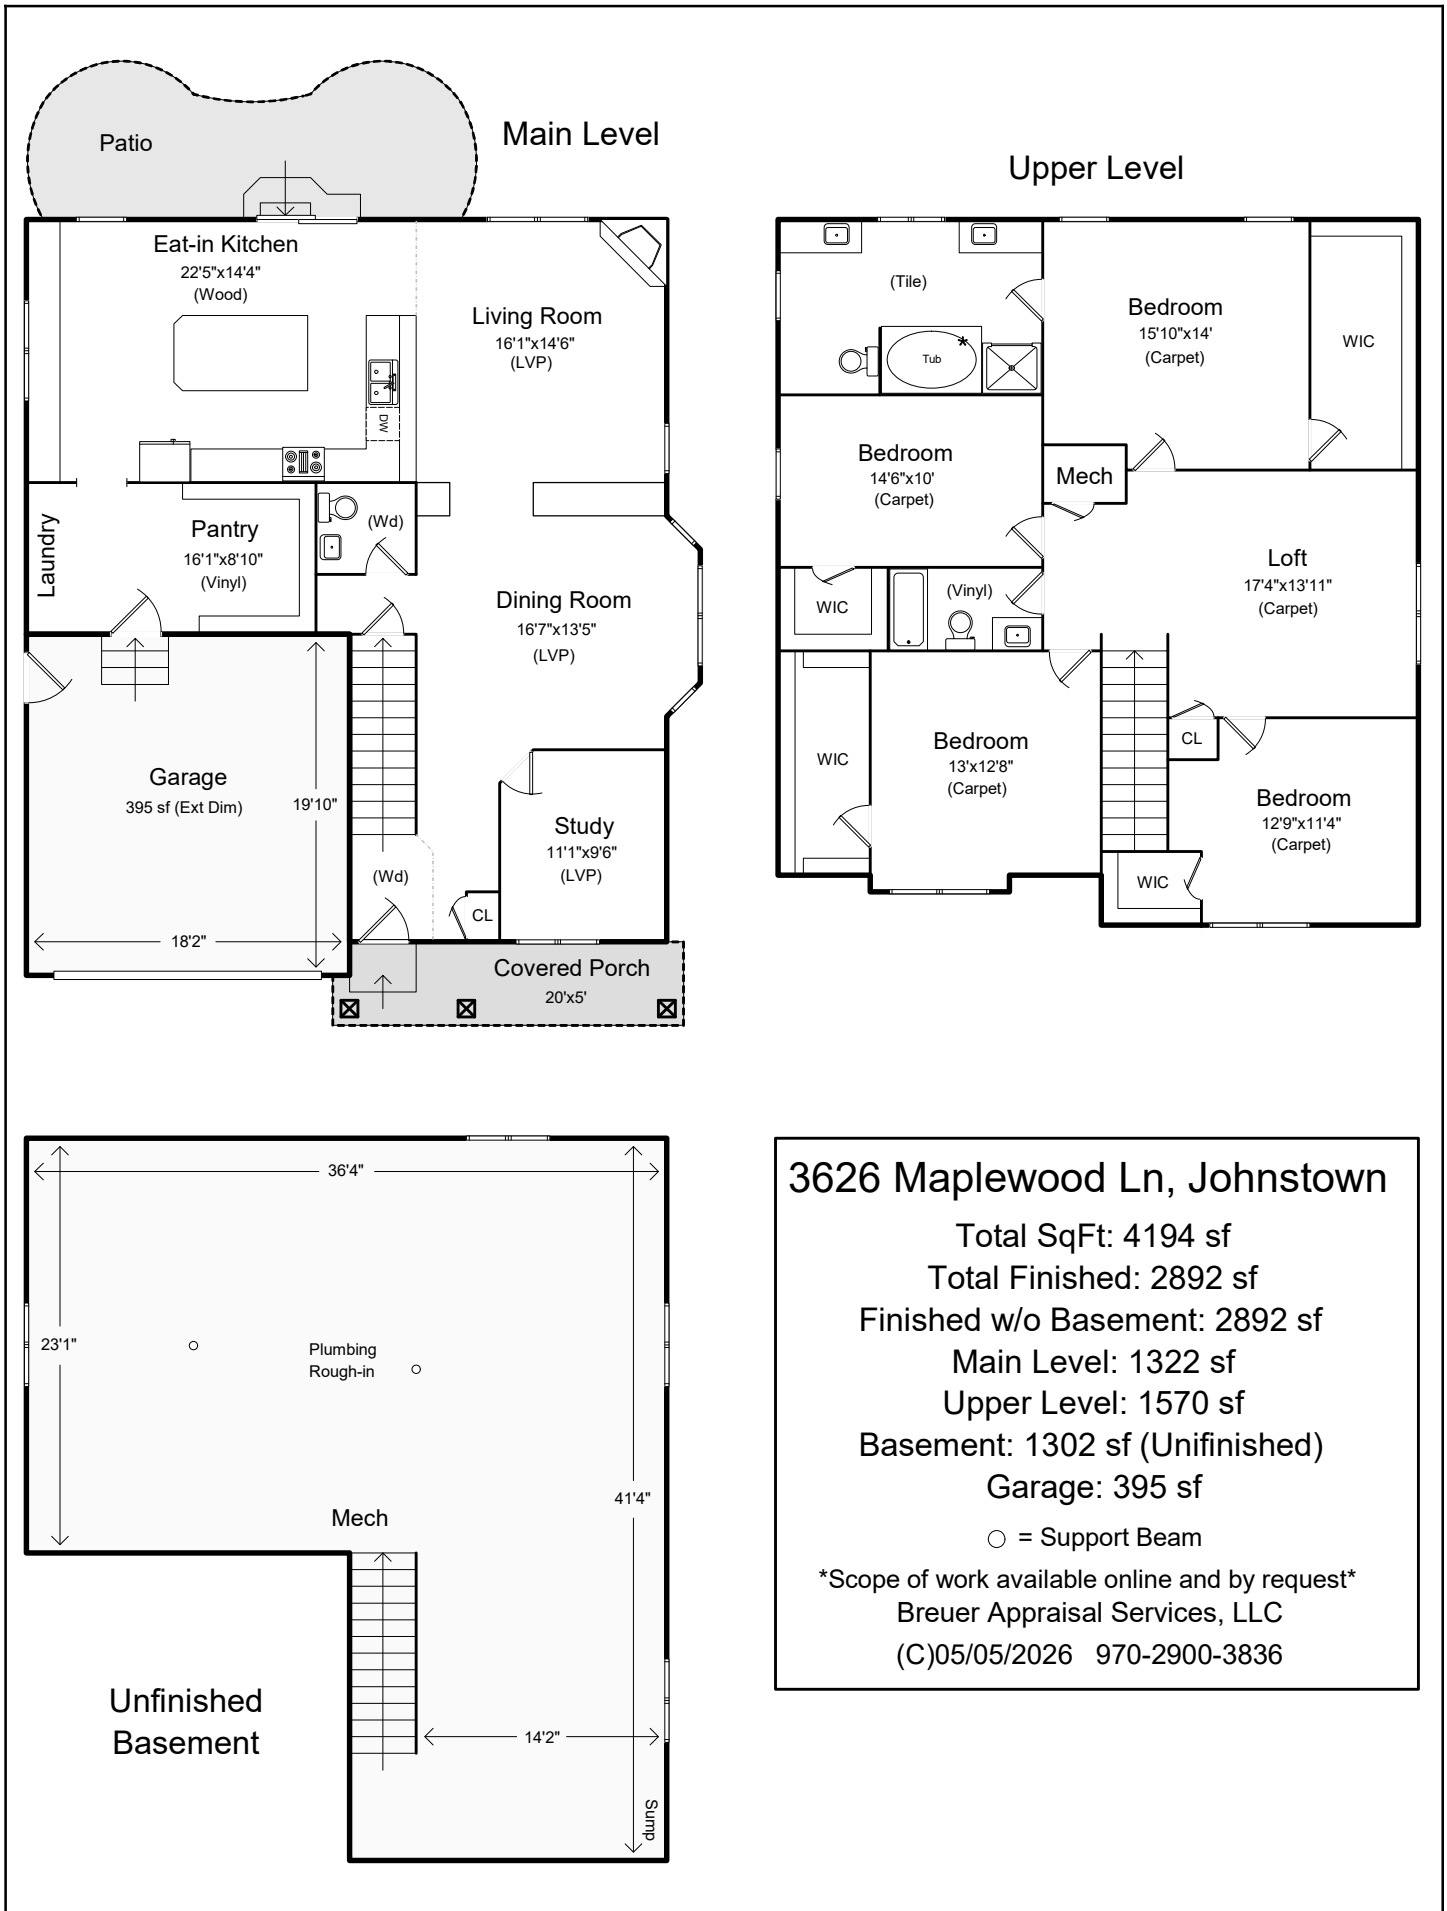 Main Level
Patio
Eat-in Kitchen
22'5"x14'4"
(Wood)
Living Room
16'1"x14'6"
(LVP)
DW
Laundry
Pantry
16'1"x8'10"
(Vinyl)
(Wd)
Dining Room
16'7"x13'5"
(LVP)
Garage
395 sf (Ext Dim)
19'10"
18'2"
Study
11'1"x9'6"
(LVP)
(Wd)
CL
Covered Porch
20'x5'
Upper Level
(Tile)
Tub
*
Bedroom
15'10"x14'
(Carpet)
WIC
Bedroom
14'6"x10'
(Carpet)
Mech
WIC
(Vinyl)
Loft
17'4"x13'11"
(Carpet)
WIC
Bedroom
13'x12'8"
(Carpet)
CL
Bedroom
12'9"x11'4"
(Carpet)
WIC
36'4"
23'1"
Plumbing
Rough-in
41'4"
Mech
14'2"
Sump
Unfinished
Basement
3626 Maplewood Ln, Johnstown
Total SqFt: 4194 sf
Total Finished: 2892 sf
Finished w/o Basement: 2892 sf
Main Level: 1322 sf
Upper Level: 1570 sf
Basement: 1302 sf (Unifinished)
Garage: 395 sf
= Support Beam
*Scope of work available online and by request*
Breuer Appraisal Services, LLC
(C)05/05/2026 970-2900-3836